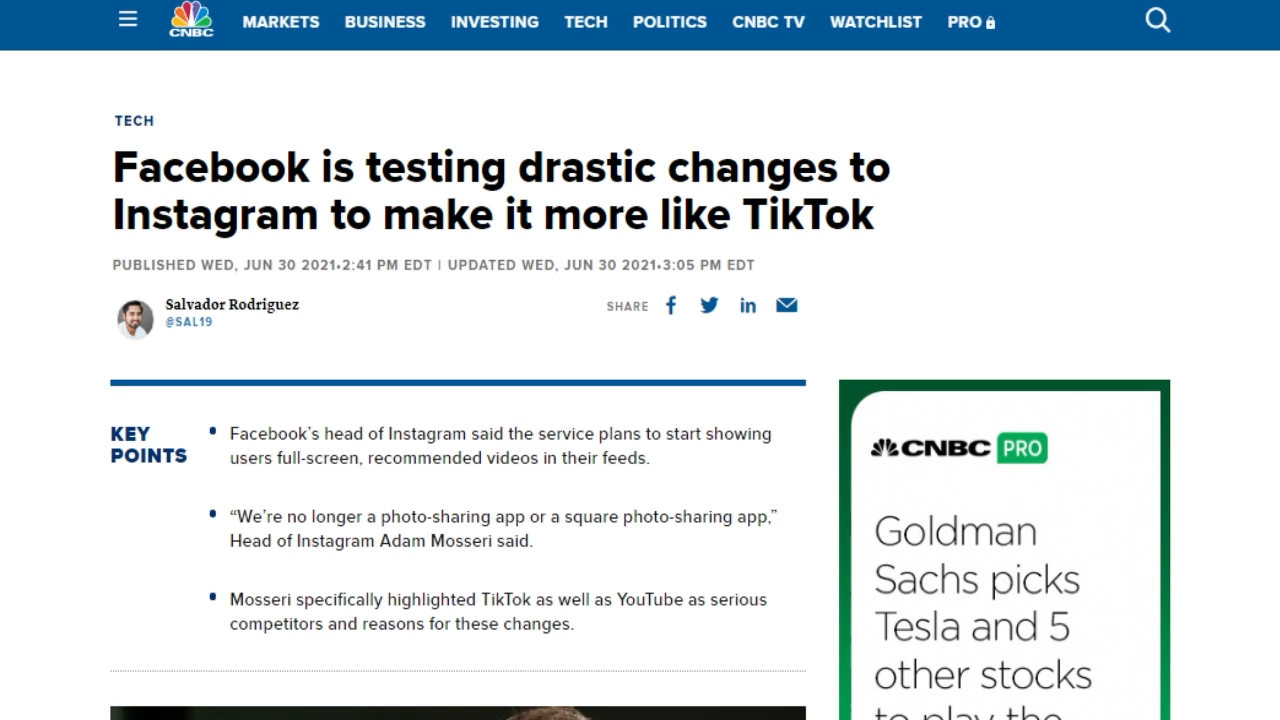 CNBC
MARKETS BUSINESS INVESTING TECH POLITICS CNBC TV WATCHLIST PRO
TECH
Facebook is testing drastic changes to
Instagram to make it more like TikTok
PUBLISHED WED, JUN 30 2021•2:41 PM EDT | UPDATED WED, JUN 30 2021•3:05 PM EDT
Salvador Rodriguez
@SAL19
SHARE
KEY
POINTS
• Facebook’s head of Instagram said the service plans to start showing
users full-screen, recommended videos in their feeds.
• “We’re no longer a photo-sharing app or a square photo-sharing app,”
Head of Instagram Adam Mosseri said.
• Mosseri specifically highlighted TikTok as well as YouTube as serious
competitors and reasons for these changes.
CNBC PRO
Goldman
Sachs picks
Tesla and 5
other stocks
to play the